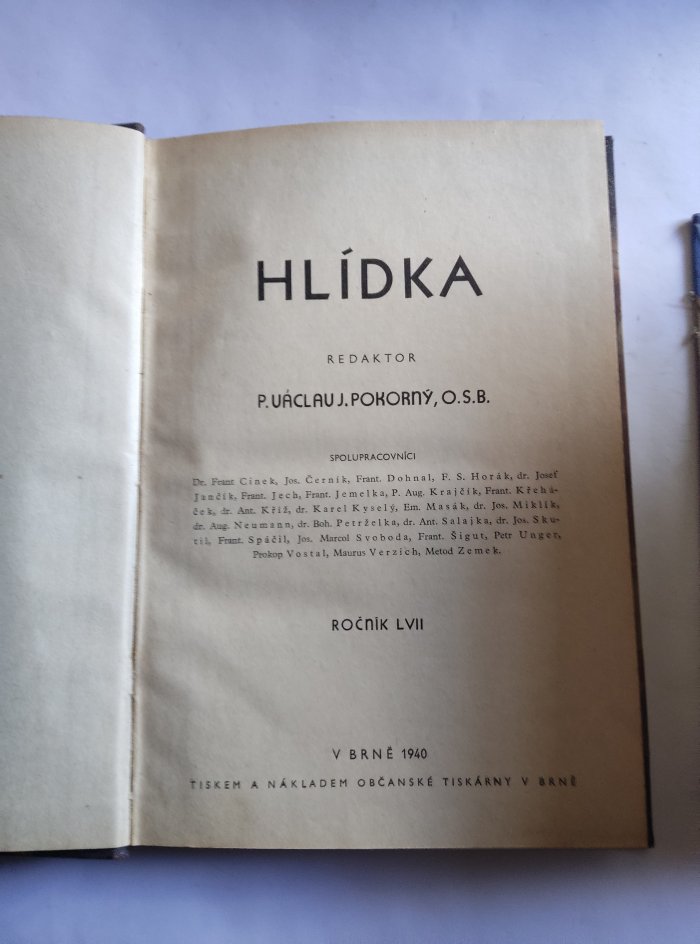 HLÍDKA
REDAKTOR
P. VÁCLAV J. POKORNÝ, O.S.B.
SPOLUPRACOVNÍCI
Dr. Frant Cinek, Jos. Černík, Frant. Dohnal, F. S. Horák, dr. Josef
Jančík, Frant. Jech, Frant. Jemelka, P. Aug. Krajčík, Frant. Křehá-
ček, dr. Ant. Kříž, dr. Karel Kyselý, Em. Masák, dr. Jos. Miklík,
dr. Aug. Neumann, dr. Boh. Petrželka, dr. Ant. Salajka, dr. Jos. Sku-
til, Frant. Spáčil, Jos. Marcol Svoboda, Frant. Šigut, Petr Unger,
Prokop Vostal, Maurus Verzich, Metod Zemek.
ROČNÍK LVII
V BRNĚ 1940
TISKEM A NÁKLADEM OBČANSKÉ TISKÁRNY V BRNĚ